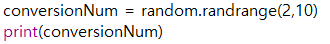 conversionNum = random.randrange(2,10)
print(conversionNum)